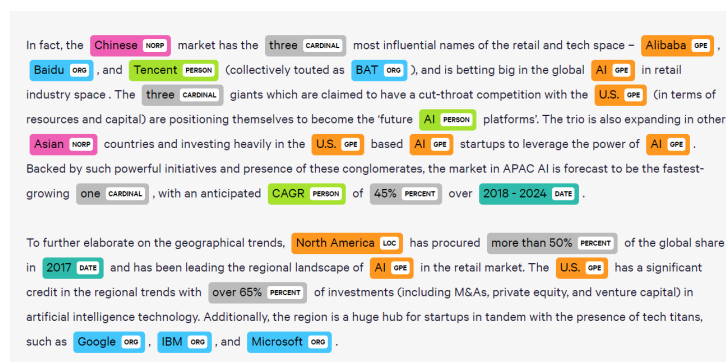 In fact, the Chinese NORP market has the three CARDINAL most influential names of the retail and tech space – Alibaba GPE ,
Baidu ORG , and Tencent PERSON (collectively touted as BAT ORG ), and is betting big in the global AI GPE in retail
industry space . The three CARDINAL giants which are claimed to have a cut-throat competition with the U.S. GPE (in terms of
resources and capital) are positioning themselves to become the ‘future AI PERSON platforms’. The trio is also expanding in other
Asian NORP countries and investing heavily in the U.S. GPE based AI GPE startups to leverage the power of AI GPE .
Backed by such powerful initiatives and presence of these conglomerates, the market in APAC AI is forecast to be the fastest-
growing one CARDINAL , with an anticipated CAGR PERSON of 45% PERCENT over 2018 - 2024 DATE .
To further elaborate on the geographical trends, North America LOC has procured more than 50% PERCENT of the global share
in 2017 DATE and has been leading the regional landscape of AI GPE in the retail market. The U.S. GPE has a significant
credit in the regional trends with over 65% PERCENT of investments (including M&As, private equity, and venture capital) in
artificial intelligence technology. Additionally, the region is a huge hub for startups in tandem with the presence of tech titans,
such as Google ORG , IBM ORG , and Microsoft ORG .